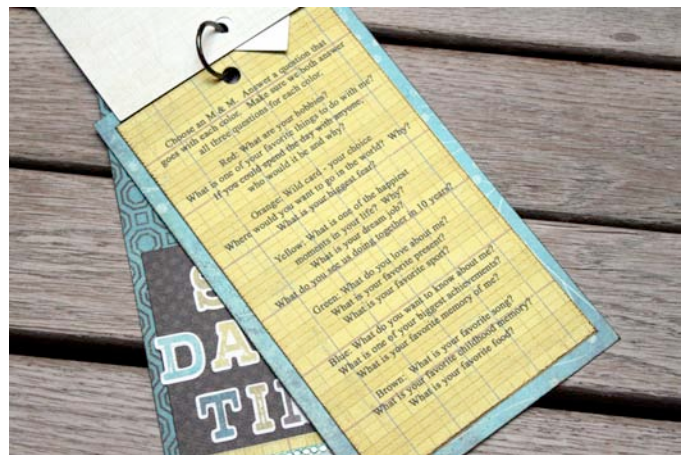 Choose an M & M. Answer a question that
goes with each color. Make sure we both answer
all three questions for each color.
Red: What are your hobbies?
What is one of your favorite things to do with me?
If you could spend the day with anyone,
who would it be and why?
Orange: Wild card - your choice
Where would you want to go in the world? Why?
What is your biggest fear?
Yellow: What is one of the happiest
moments in your life? Why?
What is your dream job?
What do you see us doing together in 10 years?
Green: What do you love about me?
What is your favorite present?
What is your favorite sport?
Blue: What do you want to know about me?
What is one of your biggest achievements?
What is your favorite memory of me?
Brown: What is your favorite song?
What is your favorite childhood memory?
What is your favorite food?
S
DA
TI